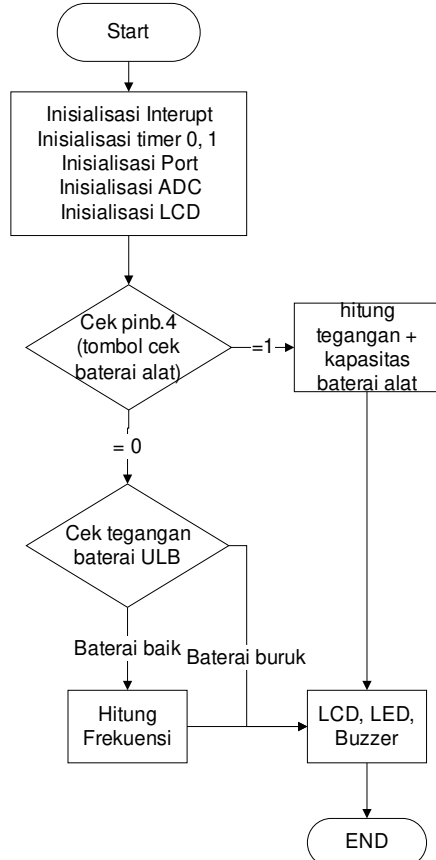 Start
Inisialisasi Interupt
Inisialisasi timer 0, 1
Inisialisasi Port
Inisialisasi ADC
Inisialisasi LCD
Cek pinb.4
(tombol cek
baterai alat)
=1
hitung
tegangan +
kapasitas
baterai alat
= 0
Cek tegangan
baterai ULB
Baterai baik
Baterai buruk
Hitung
Frekuensi
LCD, LED,
Buzzer
END